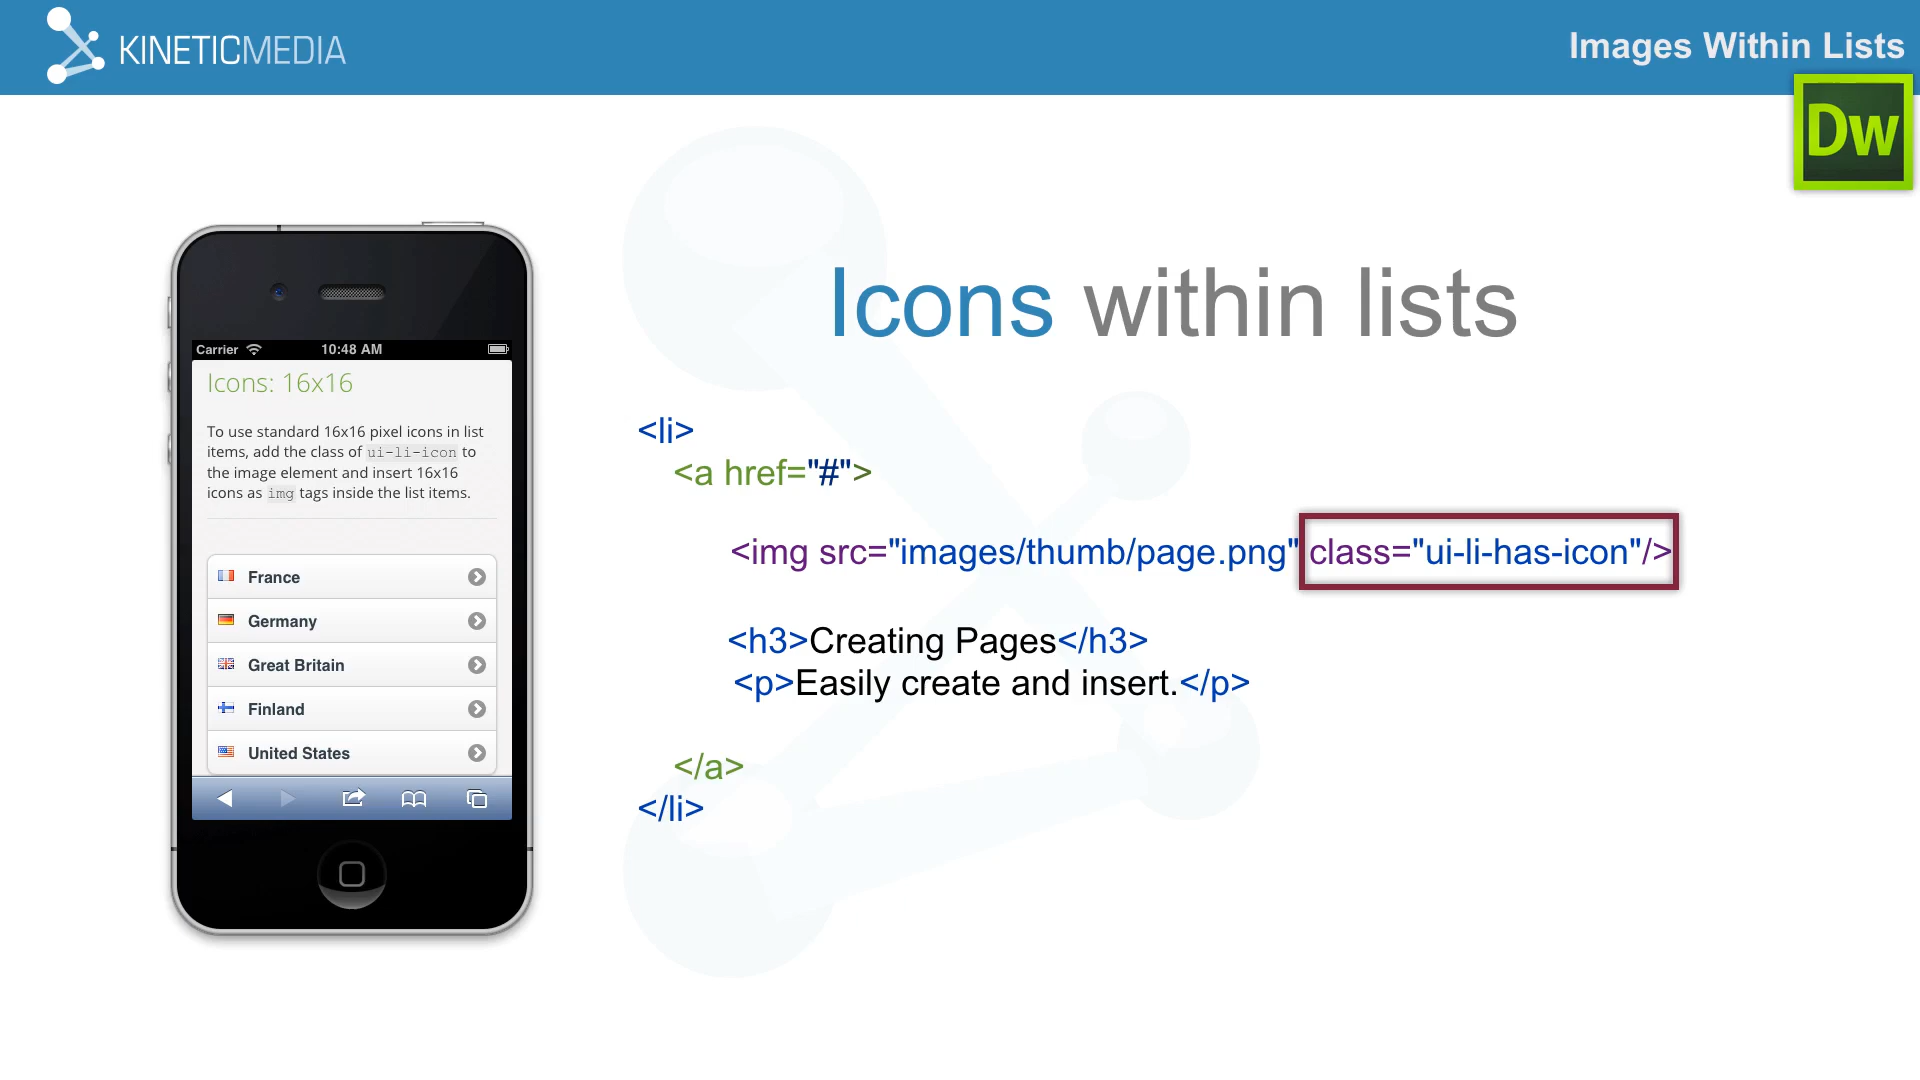 KINETICMEDIA
Images Within Lists
Dw
Icons within lists
Carrier 10:48 AM
Icons: 16x16
To use standard 16x16 pixel icons in list
items, add the class of ui-li-icon to
the image element and insert 16x16
icons as img tags inside the list items.
France
Germany
Great Britain
Finland
United States
<li>
<a href="#">
<img src="images/thumb/page.png" class="ui-li-has-icon"/>
<h3>Creating Pages</h3>
<p>Easily create and insert.</p>
</a>
</li>